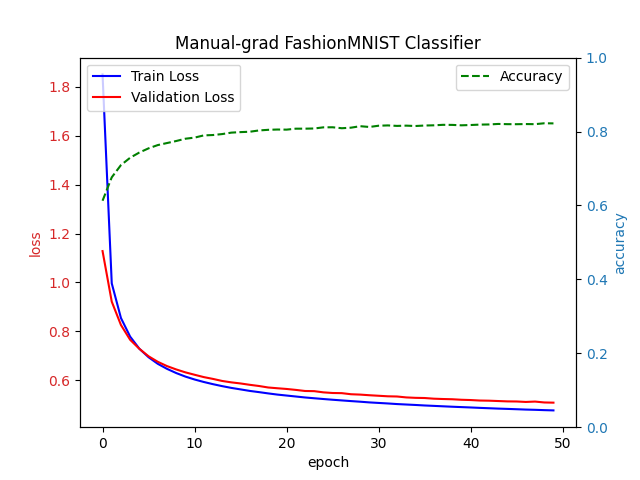 Manual-grad FashionMNIST Classifier
Train Loss
Validation Loss
Accuracy
1.8
1.6
1.4
1.2
1.0
0.8
0.6
loss
1.0
0.8
0.6
0.4
0.2
0.0
accuracy
0
10
20
30
40
50
epoch